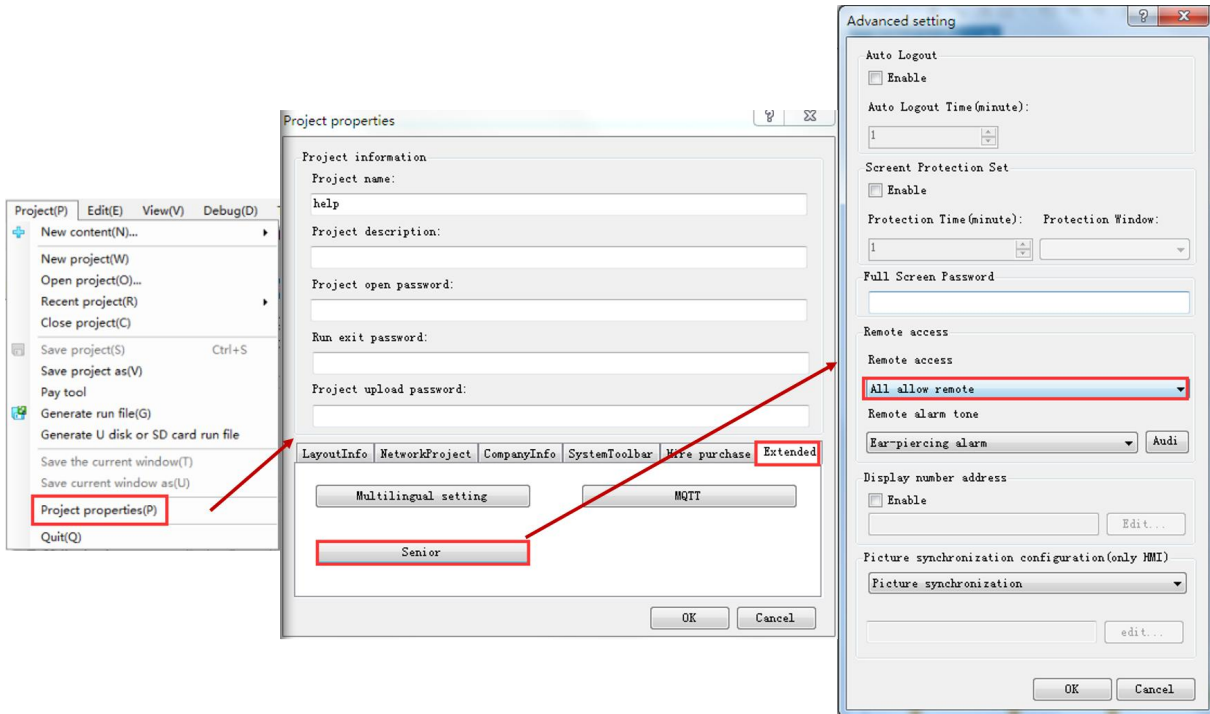 Project(P) Edit(E) View(V) Debug(D)
New content(N)...
New project(W)
Open project(O)...
Recent project(R)
Close project(C)
Save project(S) Ctrl+S
Save project as(V)
Pay tool
Generate run file(G)
Generate U disk or SD card run file
Save the current window(T)
Save current window as(U)
Project properties(P)
Quit(Q)
Project properties
Project information
Project name:
help
Project description:
Project open password:
Run exit password:
Project upload password:
LayoutInfo NetworkProject CompanyInfo SystemToolbar Hire purchase Extended
Multilingual setting MQTT
Senior
OK Cancel
Advanced setting
Auto Logout
Enable
Auto Logout Time(minute):
1
Screent Protection Set
Enable
Protection Time(minute): Protection Window:
1
Full Screen Password
Remote access
Remote access
All allow remote
Remote alarm tone
Ear-piercing alarm Audi
Display number address
Enable
Edit...
Picture synchronization configuration(only HMI)
Picture synchronization
edit...
OK Cancel